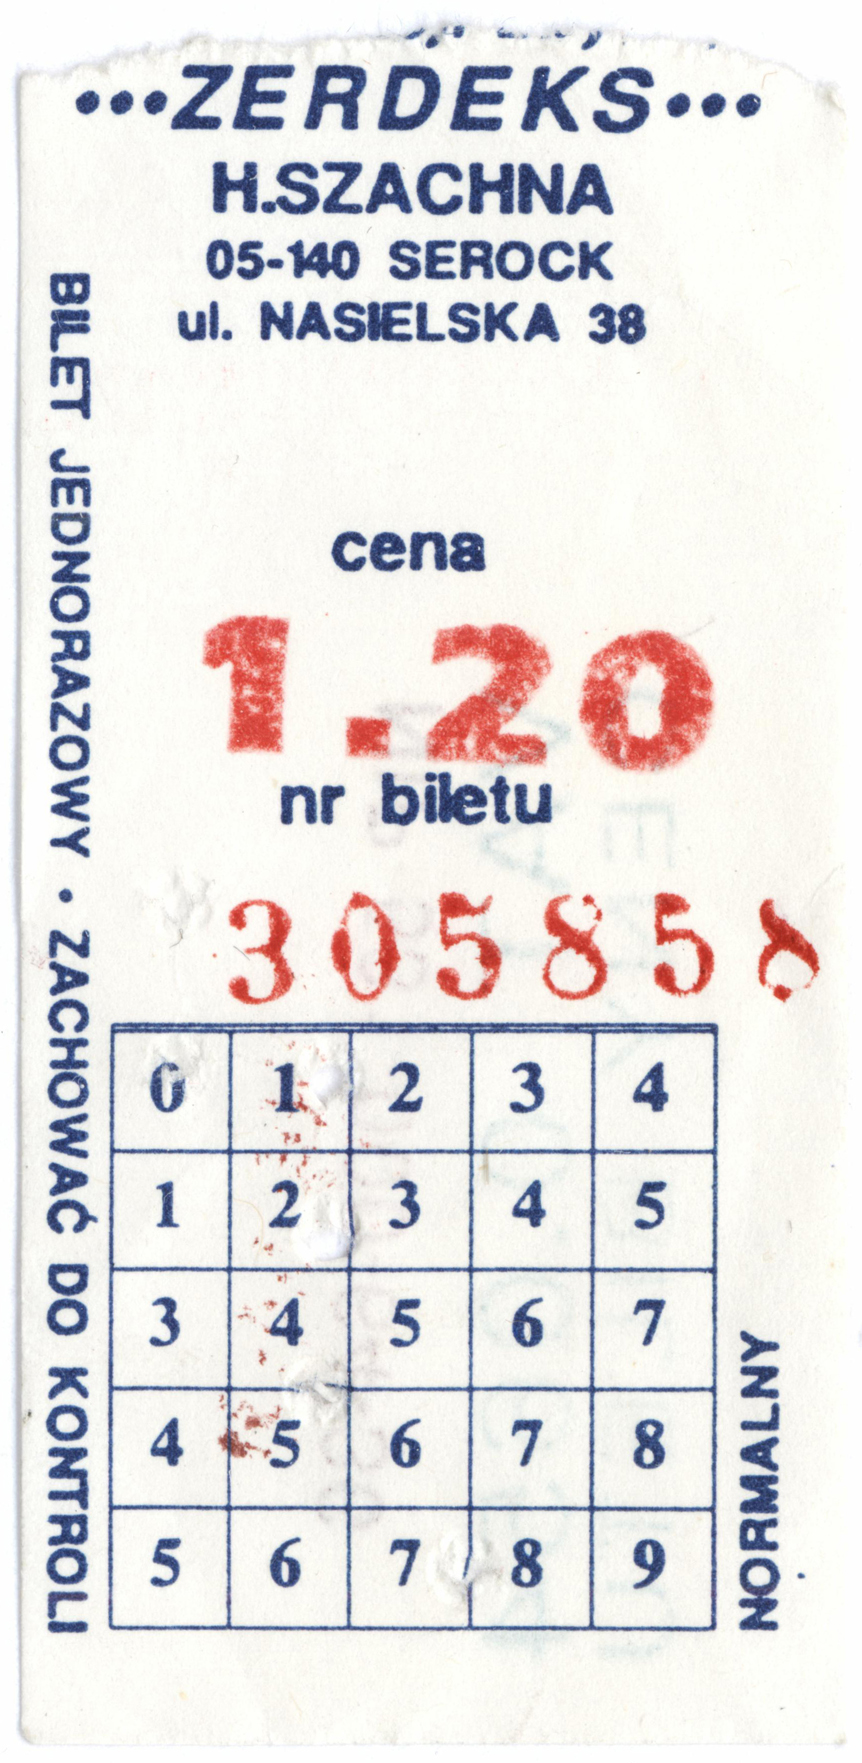 •••ZERDEKS•••
H.SZACHNA
05-140 SEROCK
ul. NASIELSKA 38
BILET JEDNORAZOWY • ZACHOWAĆ DO KONTROLI
cena
1.20
nr biletu
305858
0 1 2 3 4
1 2 3 4 5
3 4 5 6 7
4 5 6 7 8
5 6 7 8 9
NORMALNY